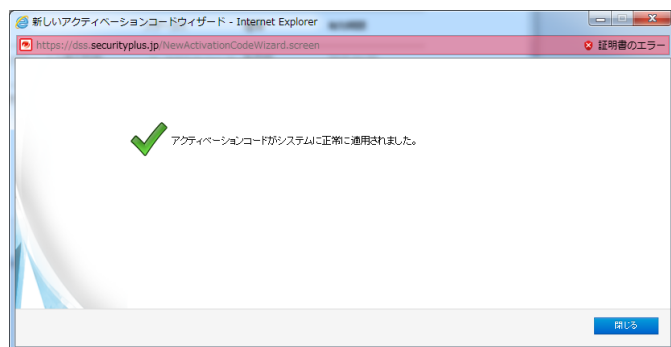 新しいアクティベーションコードウィザード - Internet Explorer
https://dss.securityplus.jp/NewActivationCodeWizard.screen
証明書のエラー
アクティベーションコードがシステムに正常に適用されました。
閉じる